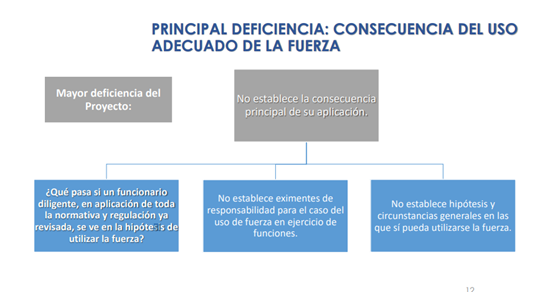 PRINCIPAL DEFICIENCIA: CONSECUENCIA DEL USO
ADECUADO DE LA FUERZA
Mayor deficiencia del
Proyecto:
No establece la consecuencia
principal de su aplicación.
¿Qué pasa si un funcionario
diligente, en aplicación de toda
la normativa y regulación ya
revisada, se ve en la hipótesis de
utilizar la fuerza?
No establece eximentes de
responsabilidad para el caso del
uso de fuerza en ejercicio de
funciones.
No establece hipótesis y
circunstancias generales en las
que sí pueda utilizarse la fuerza.
12